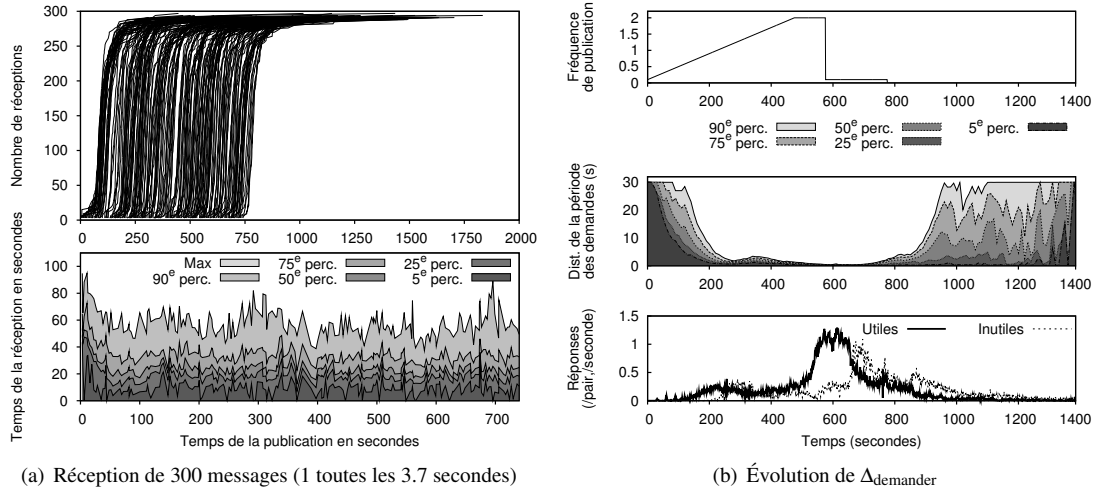 Nombre de réceptions
300
250
200
150
100
50
0
0 250 500 750 1000 1250 1500 1750 2000
Temps de la réception en secondes
100
80
60
40
20
0
Max 75e perc. 25e perc.
90e perc. 50e perc. 5e perc.
0 100 200 300 400 500 600 700
Temps de la publication en secondes
(a) Réception de 300 messages (1 toutes les 3.7 secondes)
Fréquence
de publication
2
1.5
1
0.5
0
0 200 400 600 800 1000 1200 1400
90e perc. 50e perc. 5e perc.
75e perc. 25e perc.
Dist. de la période
des demandes (s)
30
20
10
0
0 200 400 600 800 1000 1200 1400
Réponses
(/pair,/seconde)
1.5
1
0.5
0
Utiles Inutiles
0 200 400 600 800 1000 1200 1400
Temps (secondes)
(b) Évolution de Δdemander